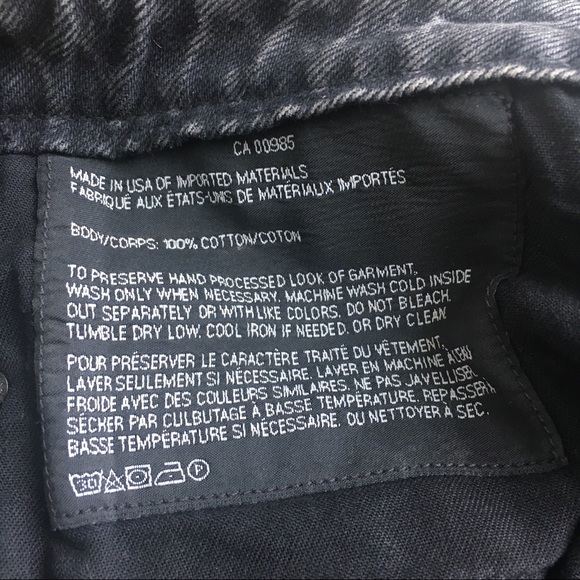 CA 00985
MADE IN USA OF IMPORTED MATERIALS
FABRIQUÉ AUX ÉTATS-UNIS DE MATÉRIAUX IMPORTÉS
BODY/CORPS: 100% COTTON/COTON
TO PRESERVE HAND PROCESSED LOOK OF GARMENT,
WASH ONLY WHEN NECESSARY. MACHINE WASH COLD INSIDE
OUT SEPARATELY OR WITH LIKE COLORS. DO NOT BLEACH.
TUMBLE DRY LOW. COOL IRON IF NEEDED. OR DRY CLEAN.
POUR PRÉSERVER LE CARACTÈRE TRAITÉ DU VÊTEMENT,
LAVER SEULEMENT SI NÉCESSAIRE. LAYER EN MACHINE À
FROIDE AVEC DES COULEURS SIMILAIRES. NE PAS JAVELLISER.
SÉCHER PAR CULBUTAGE À BASSE TEMPÉRATURE. REPASSER À
BASSE TEMPÉRATURE SI NÉCESSAIRE. OU NETTOYER À SEC.
30 P